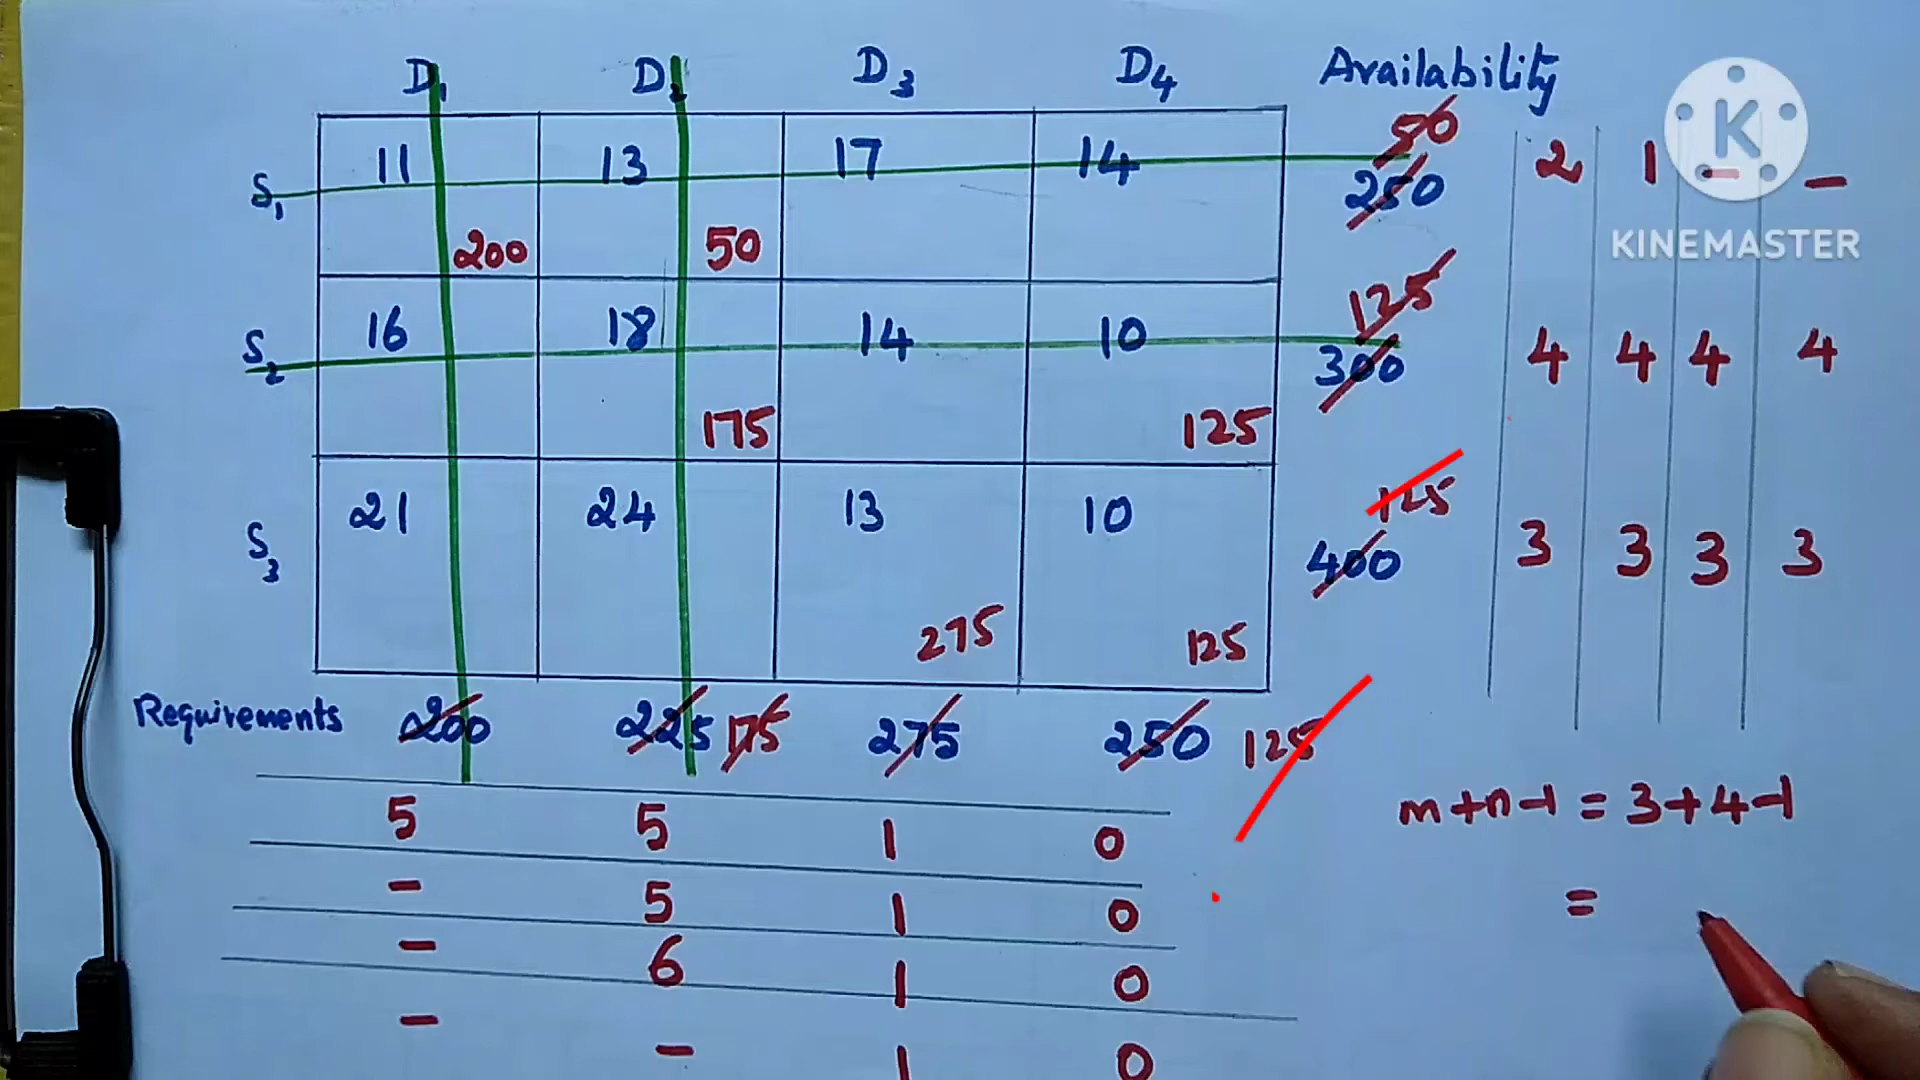 D1 D2 D3 D4 Availability
50
S1 11 13 17 14 250 2 1 - -
200 50
K
KINEMASTER
125
S2 16 18 14 10 300 4 4 4 4
175 125
125
S3 21 24 13 10 400 3 3 3 3
275 125
Requirements 200 225 175 275 250 125
5 5 1 0
m+n-1 = 3+4-1
- 5 1 0
=
- 6 1 0
- - 1 0